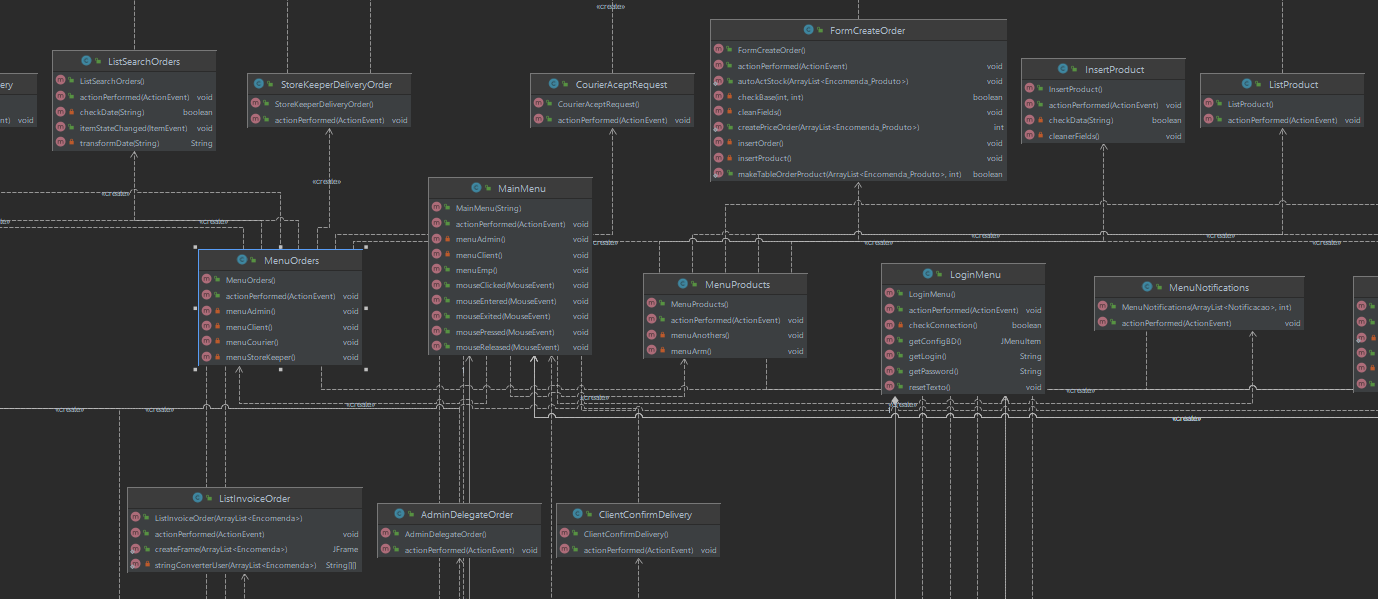 «create»
ery
void
ListSearchOrders
ListSearchOrders()
actionPerformed(ActionEvent) void
checkDate(String) boolean
itemStateChanged(ItemEvent) void
transformDate(String) String
StoreKeeperDeliveryOrder
StoreKeeperDeliveryOrder()
actionPerformed(ActionEvent) void
CourierAceptRequest
CourierAceptRequest()
actionPerformed(ActionEvent) void
FormCreateOrder
FormCreateOrder()
actionPerformed(ActionEvent) void
autoActStock(ArrayList<Encomenda_Produto>) void
checkBase(int, int) boolean
cleanFields() void
createPriceOrder(ArrayList<Encomenda_Produto>) int
insertOrder() void
insertProduct() void
makeTableOrderProduct(ArrayList<Encomenda_Produto>, int) boolean
InsertProduct
InsertProduct()
actionPerformed(ActionEvent) void
checkData(String) boolean
cleanerFields() void
ListProduct
ListProduct()
actionPerformed(ActionEvent) void
«create»
«create»
«create»
MainMenu
MainMenu(String)
actionPerformed(ActionEvent) void
menuAdmin() void
menuClient() void
menuEmp() void
mouseClicked(MouseEvent) void
mouseEntered(MouseEvent) void
mouseExited(MouseEvent) void
mousePressed(MouseEvent) void
mouseReleased(MouseEvent) void
«create»
«create»
«create»
«create»
MenuOrders
MenuOrders()
actionPerformed(ActionEvent) void
menuAdmin() void
menuClient() void
menuCourier() void
menuStoreKeeper() void
MenuProducts
MenuProducts()
actionPerformed(ActionEvent) void
menuAnothers() void
menuArm() void
LoginMenu
LoginMenu()
actionPerformed(ActionEvent) void
checkConnection() boolean
getConfigBD() JMenuItem
getLogin() String
getPassword() String
resetTexto() void
MenuNotifications
MenuNotifications(ArrayList<Notificacao>, int)
actionPerformed(ActionEvent) void
«create»
«create»
«create»
«create»
«create»
«create»
«create»
ListInvoiceOrder
ListInvoiceOrder(ArrayList<Encomenda>)
actionPerformed(ActionEvent) void
createFrame(ArrayList<Encomenda>) JFrame
stringConverterUser(ArrayList<Encomenda>) String[][]
AdminDelegateOrder
AdminDelegateOrder()
actionPerformed(ActionEvent) void
ClientConfirmDelivery
ClientConfirmDelivery()
actionPerformed(ActionEvent) void